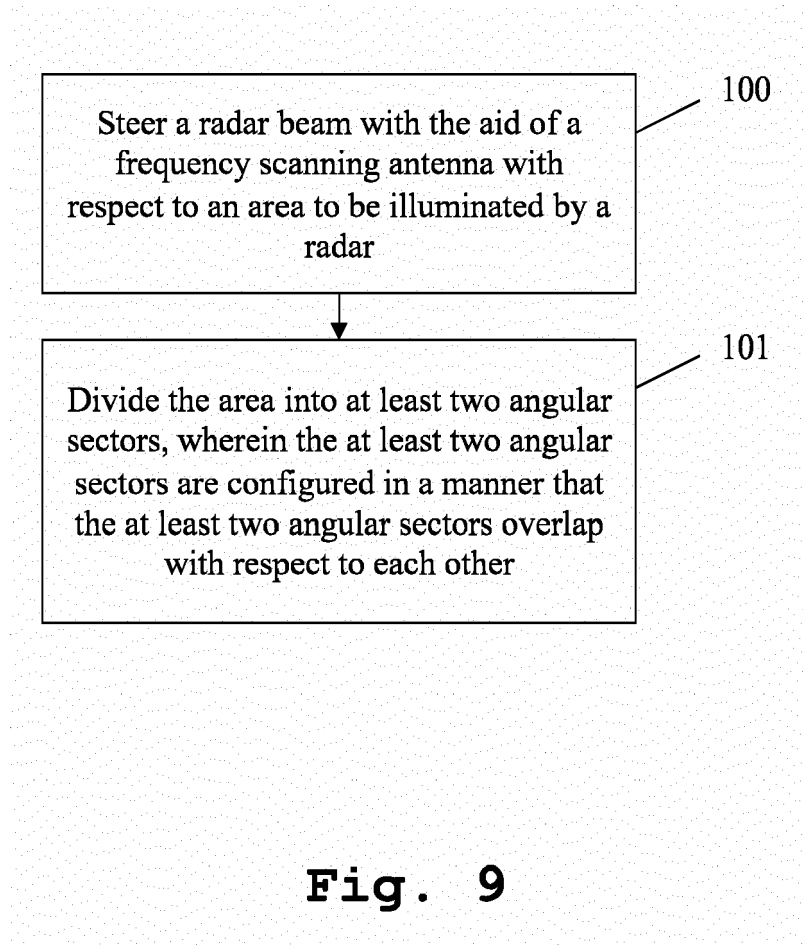 100
Steer a radar beam with the aid of a
frequency scanning antenna with
respect to an area to be illuminated by a
radar
101
Divide the area into at least two angular
sectors, wherein the at least two angular
sectors are configured in a manner that
the at least two angular sectors overlap
with respect to each other
Fig. 9